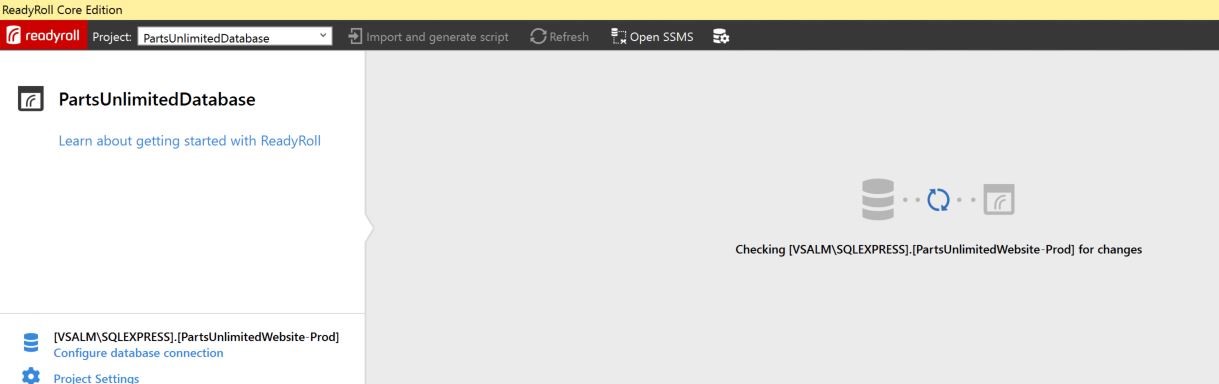 ReadyRoll Core Edition
readyroll Project: PartsUnlimitedDatabase Import and generate script Refresh Open SSMS
PartsUnlimitedDatabase
Learn about getting started with ReadyRoll
Checking [VSALM\SQLEXPRESS].[PartsUnlimitedWebsite-Prod] for changes
[VSALM\SQLEXPRESS].[PartsUnlimitedWebsite-Prod]
Configure database connection
Project Settings